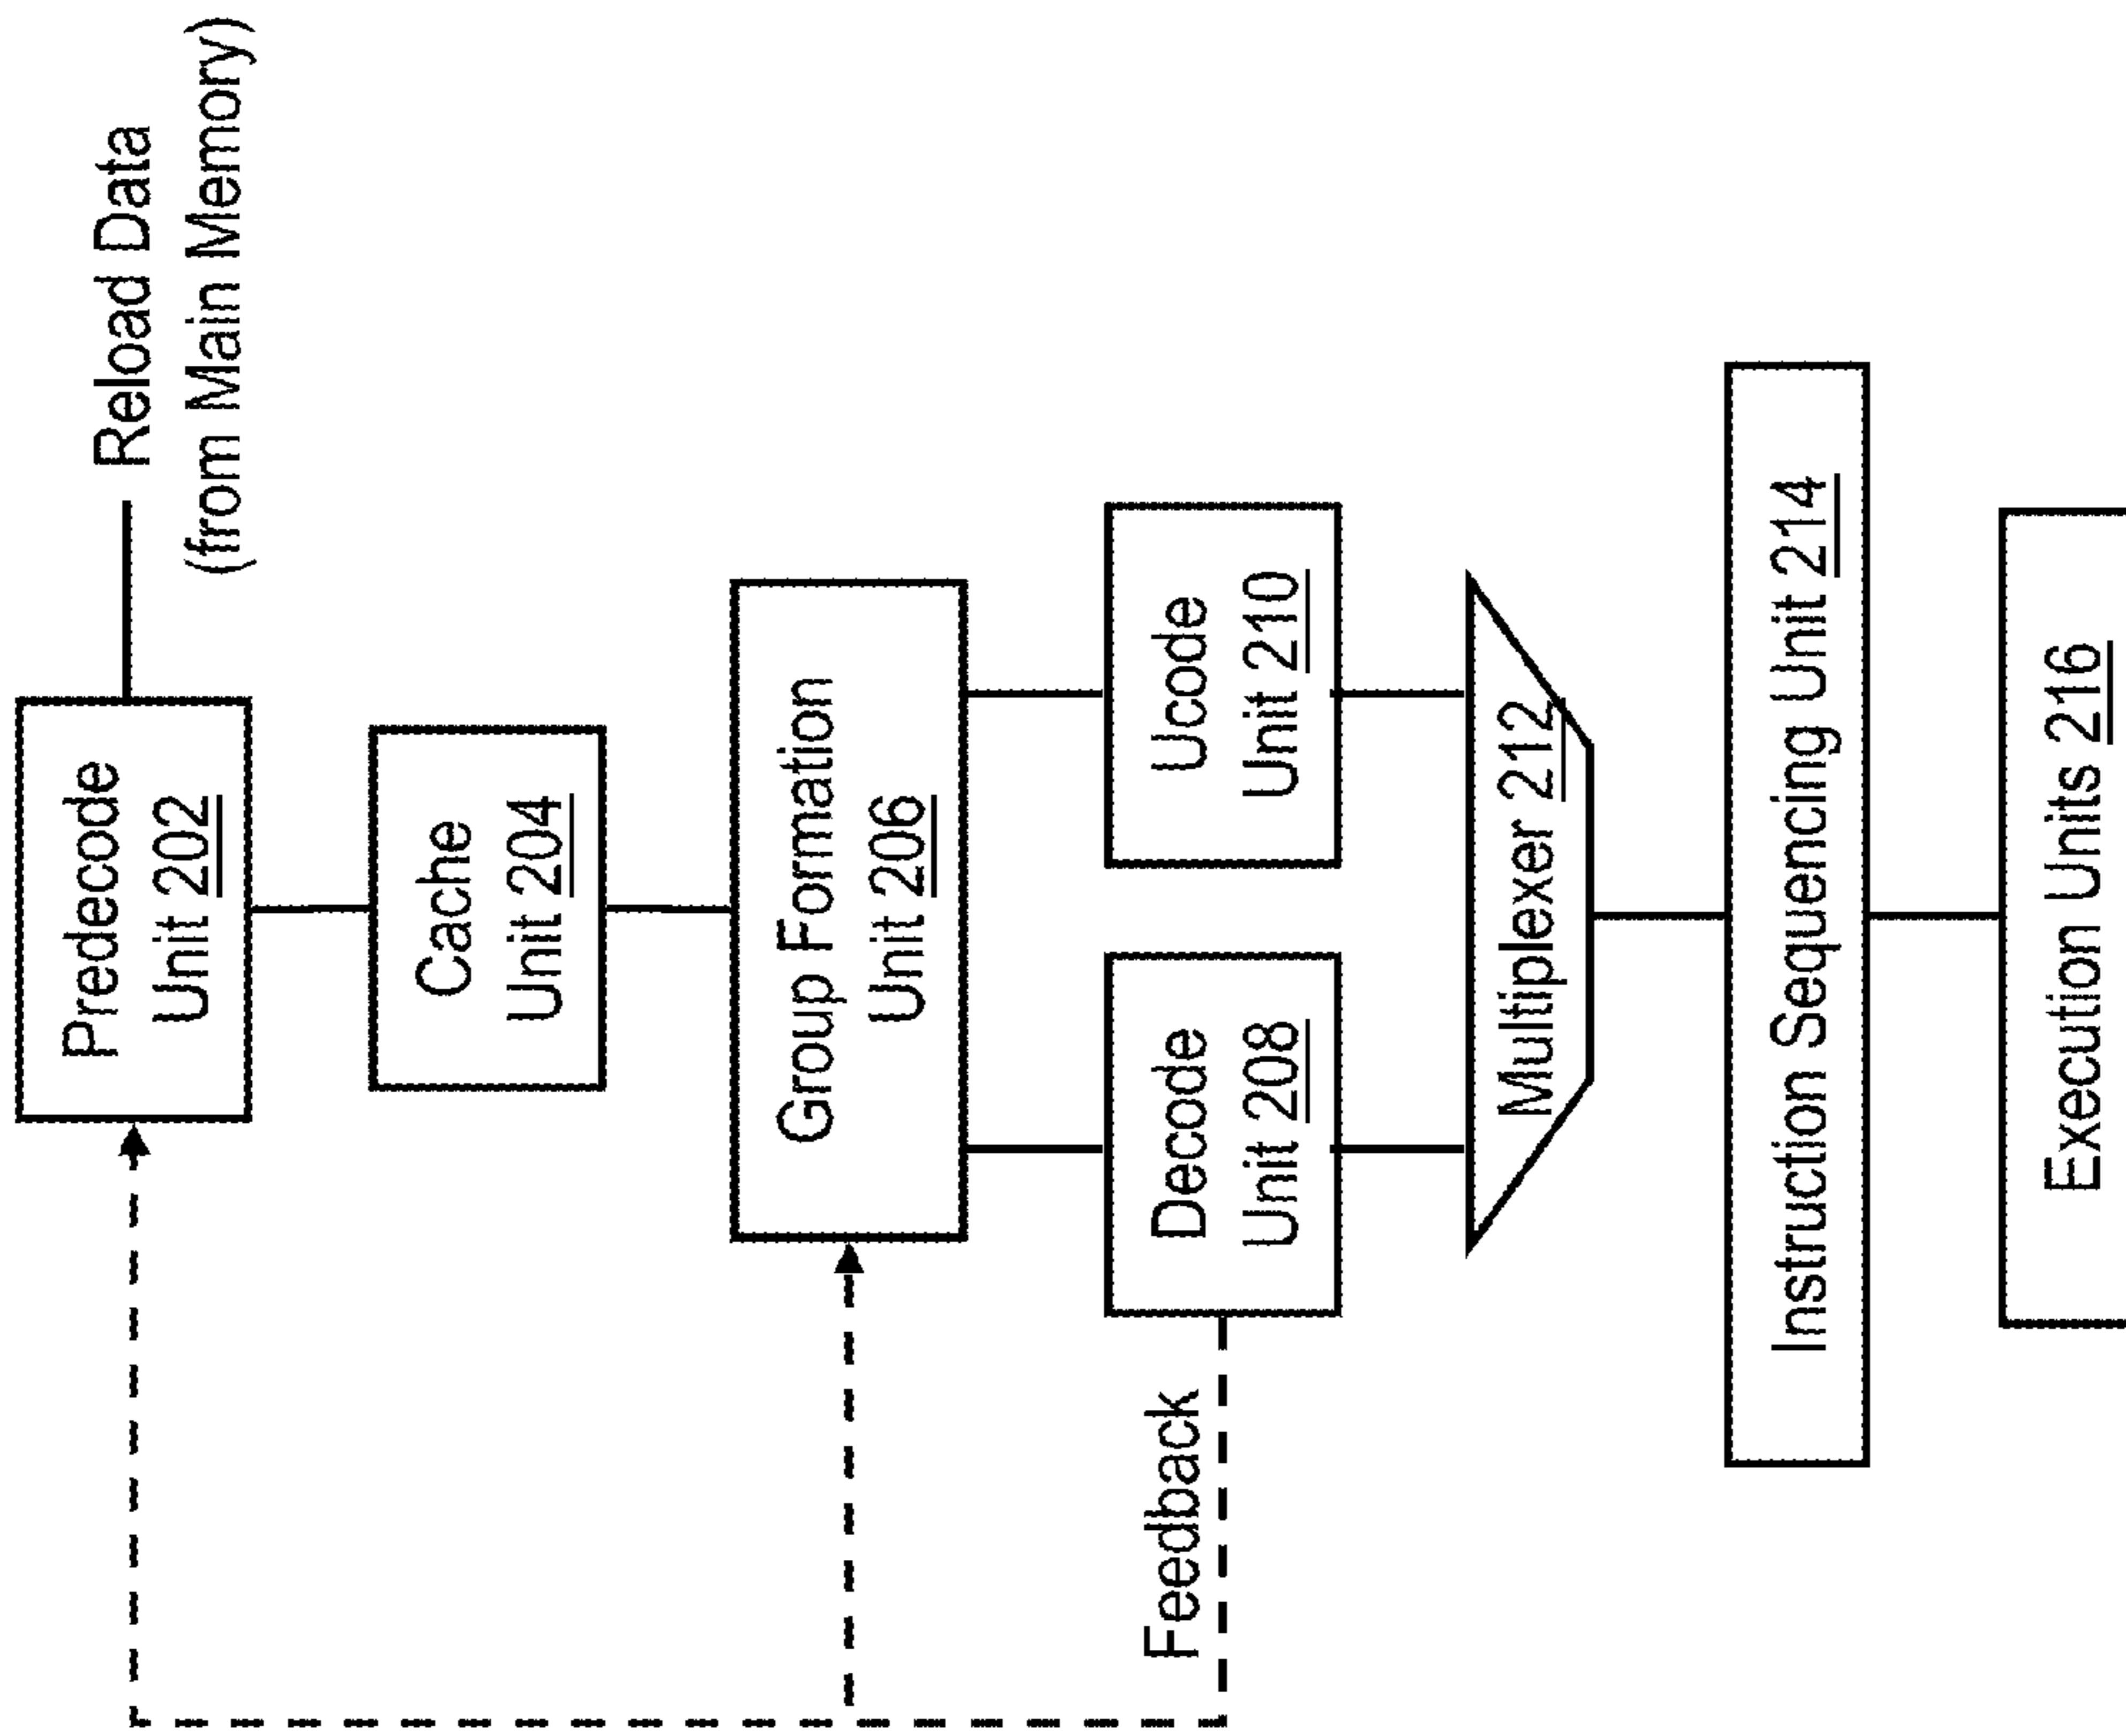 Reload Data
(from Main Memory)
Predecode
Unit 202
Cache
Unit 204
Group Formation
Unit 206
Decode
Unit 208
Ucode
Unit 210
Feedback
Multiplexer 212
Instruction Sequencing Unit 214
Execution Units 216